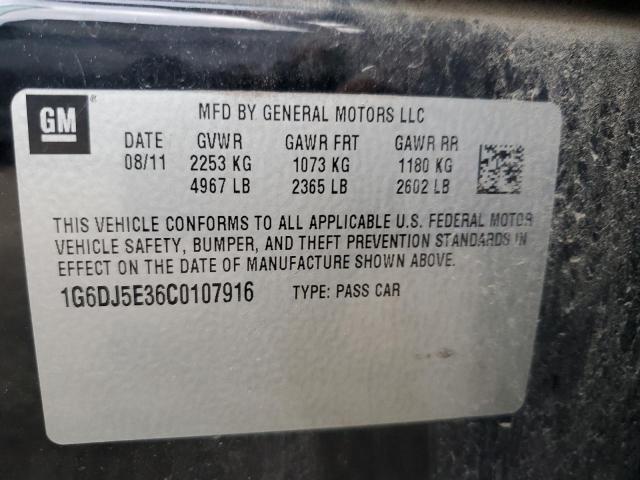 GM
MFD BY GENERAL MOTORS LLC
DATE GVWR GAWR FRT GAWR RR
08/11 2253 KG 1073 KG 1180 KG
4967 LB 2365 LB 2602 LB
THIS VEHICLE CONFORMS TO ALL APPLICABLE U.S. FEDERAL MOTOR
VEHICLE SAFETY, BUMPER, AND THEFT PREVENTION STANDARDS IN
EFFECT ON THE DATE OF MANUFACTURE SHOWN ABOVE.
1G6DJ5E36C0107916 TYPE: PASS CAR